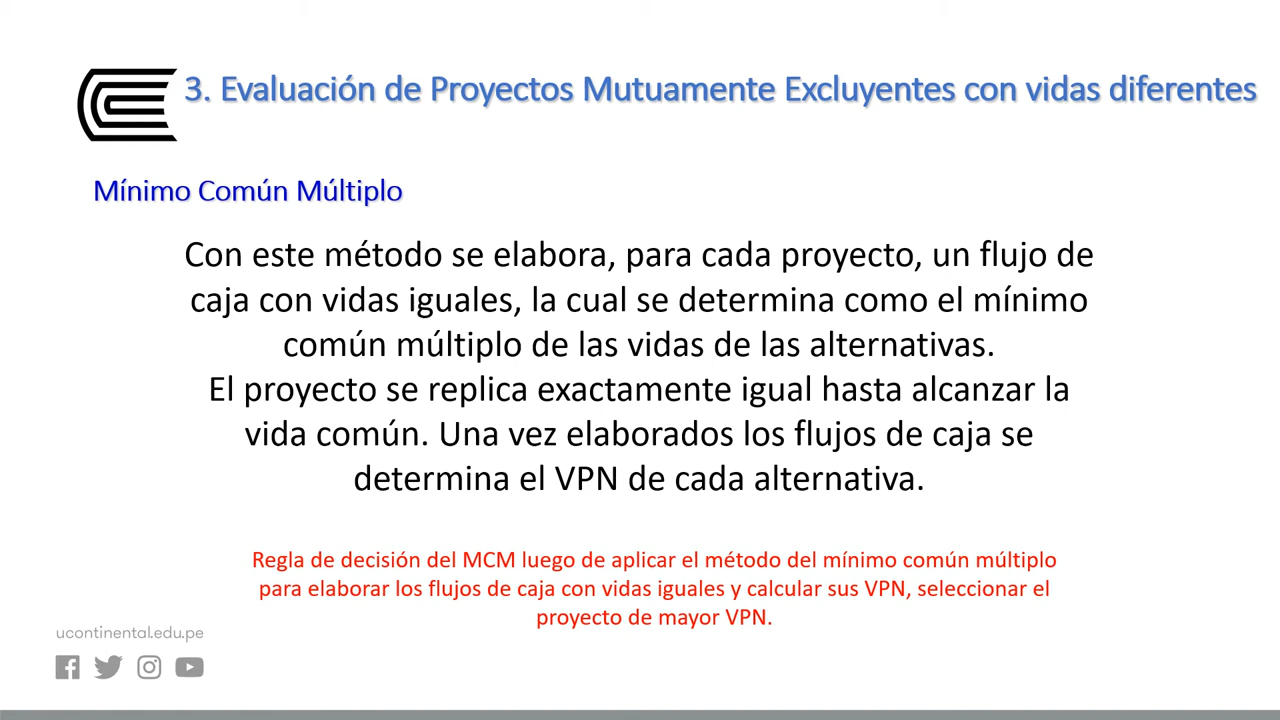 3. Evaluación de Proyectos Mutuamente Excluyentes con vidas diferentes
Mínimo Común Múltiplo
Con este método se elabora, para cada proyecto, un flujo de
caja con vidas iguales, la cual se determina como el mínimo
común múltiplo de las vidas de las alternativas.
El proyecto se replica exactamente igual hasta alcanzar la
vida común. Una vez elaborados los flujos de caja se
determina el VPN de cada alternativa.
Regla de decisión del MCM luego de aplicar el método del mínimo común múltiplo
para elaborar los flujos de caja con vidas iguales y calcular sus VPN, seleccionar el
proyecto de mayor VPN.
ucontinental.edu.pe